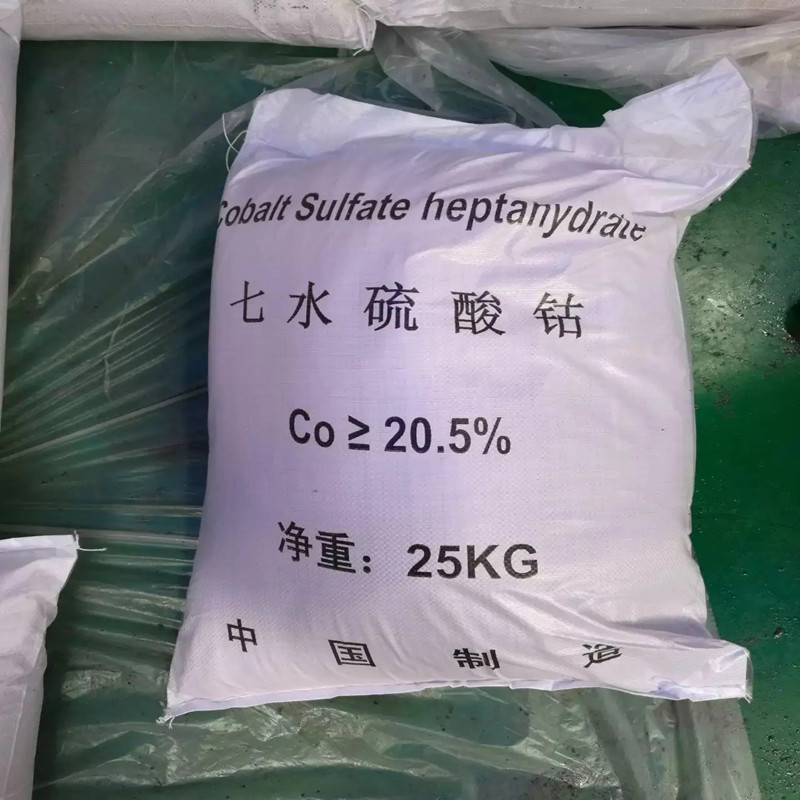 Cobalt Sulfate heptanydrate
七水硫酸钴
Co ≥ 20.5%
净重：25KG
中国制造